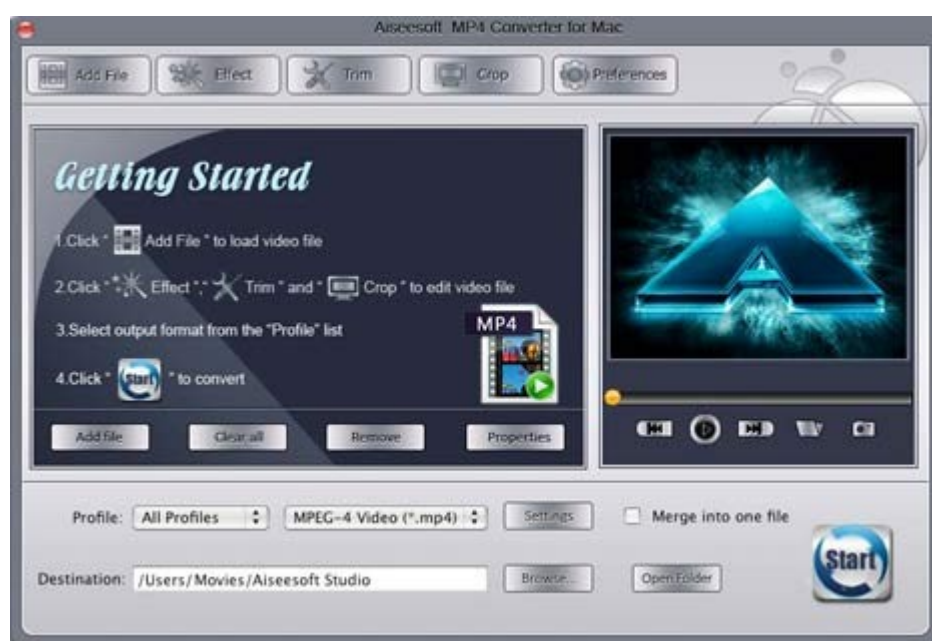 Aiseesoft MP4 Converter for Mac
Add File
Effect
Trim
Crop
Preferences
Getting Started
1.Click " Add File " to load video file
2.Click " Effect "," Trim " and " Crop " to edit video file
3.Select output format from the "Profile" list
MP4
4.Click " Start " to convert
Add file
Clear all
Remove
Properties
Profile:
All Profiles
MPEG-4 Video (*.mp4)
Settings
Merge into one file
Start
Destination:
/Users/Movies/Aiseesoft Studio
Browse...
Open Folder